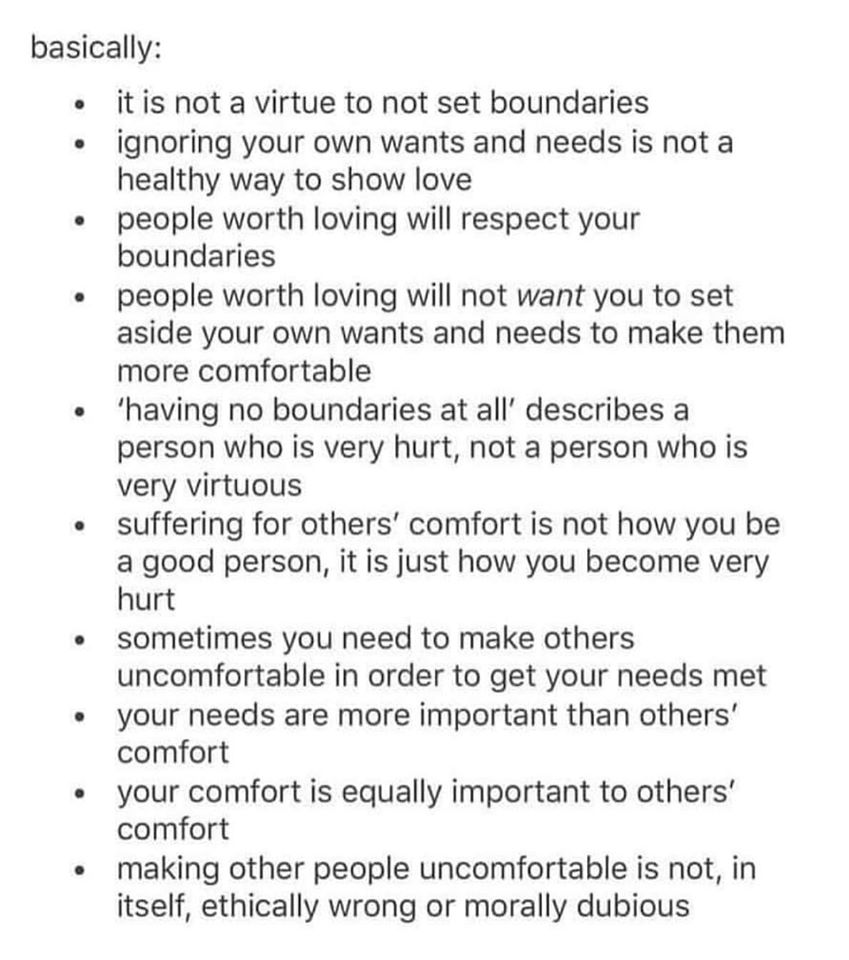 basically:
• it is not a virtue to not set boundaries
• ignoring your own wants and needs is not a
healthy way to show love
• people worth loving will respect your
boundaries
• people worth loving will not want you to set
aside your own wants and needs to make them
more comfortable
• ‘having no boundaries at all’ describes a
person who is very hurt, not a person who is
very virtuous
• suffering for others’ comfort is not how you be
a good person, it is just how you become very
hurt
• sometimes you need to make others
uncomfortable in order to get your needs met
• your needs are more important than others’
comfort
• your comfort is equally important to others’
comfort
• making other people uncomfortable is not, in
itself, ethically wrong or morally dubious